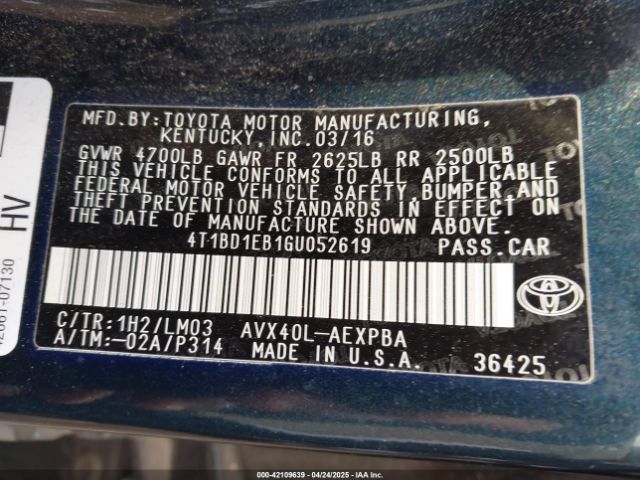 MFD.BY:TOYOTA MOTOR MANUFACTURING,
KENTUCKY,INC.03/16
GVWR 4700LB GAWR FR 2625LB RR 2500LB
THIS VEHICLE CONFORMS TO ALL APPLICABLE
FEDERAL MOTOR VEHICLE SAFETY,BUMPER AND
THEFT PREVENTION STANDARDS IN EFFECT ON
THE DATE OF MANUFACTURE SHOWN ABOVE.
4T1BD1EB1GU052619 PASS.CAR
C/TR:1H2/LM03 AVX40L-AEXPBA
A/TM:-02A/P314 MADE IN U.S.A. 36425
HV
000-42109639 - 04/24/2025 - IAA